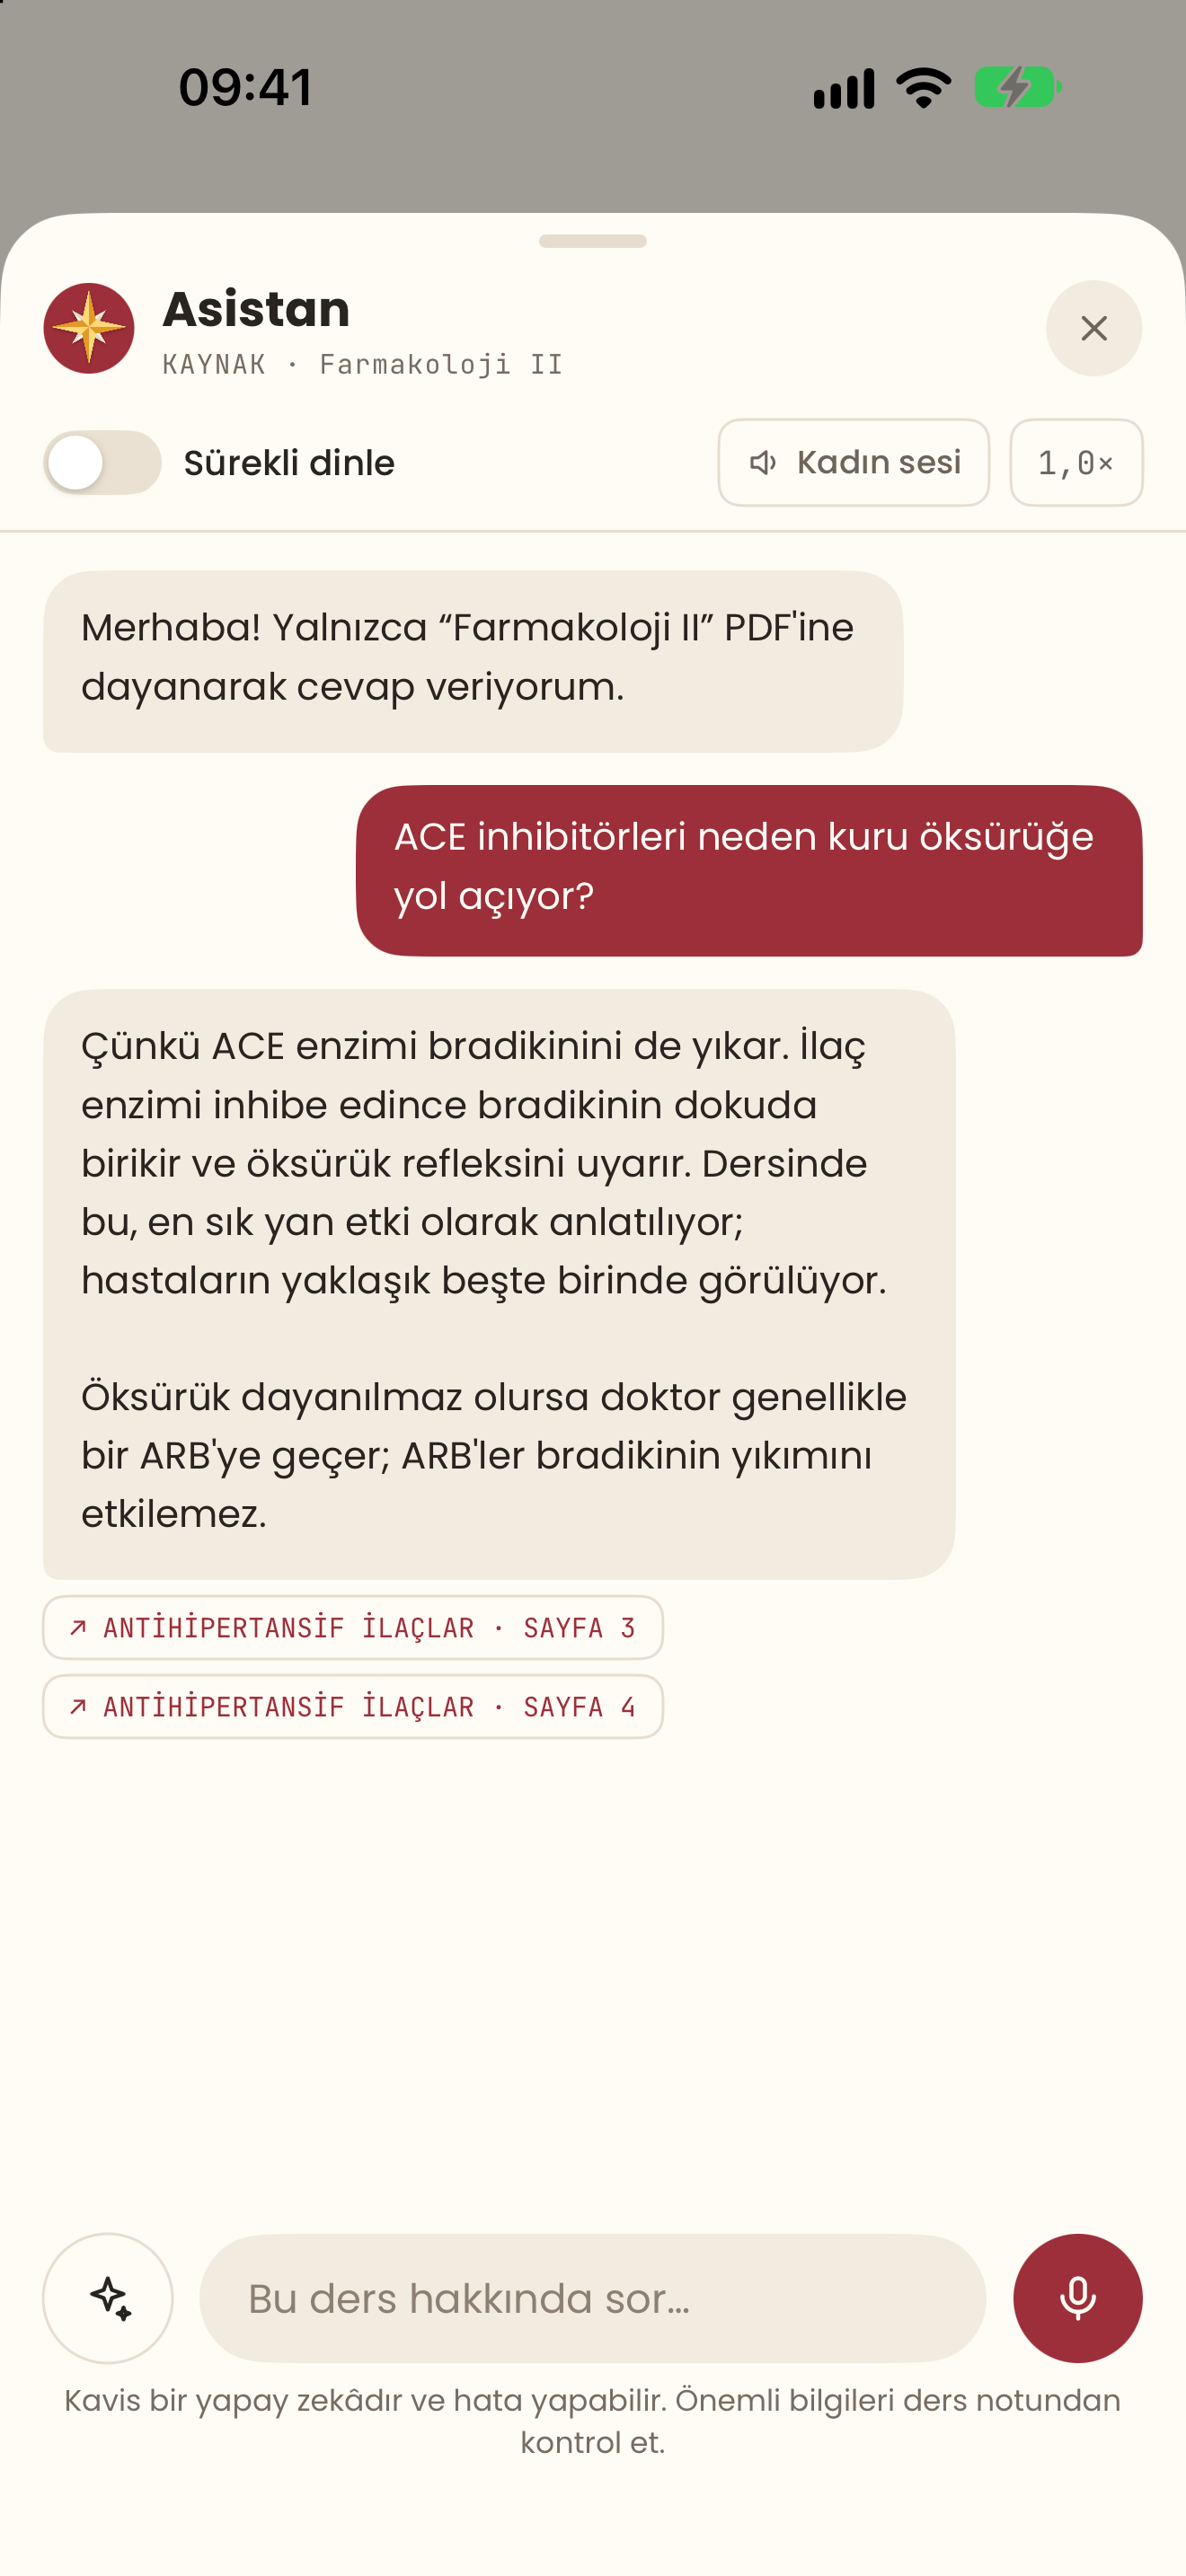 09:41
Asistan
KAYNAK · Farmakoloji II
Sürekli dinle
Kadın sesi
1,0×
Merhaba! Yalnızca “Farmakoloji II” PDF'ine
dayanarak cevap veriyorum.
ACE inhibitörleri neden kuru öksürüğe
yol açıyor?
Çünkü ACE enzimi bradikinini de yıkar. İlaç
enzimi inhibe edince bradikinin dokuda
birikir ve öksürük refleksini uyarır. Dersinde
bu, en sık yan etki olarak anlatılıyor;
hastaların yaklaşık beşte birinde görülüyor.
Öksürük dayanılmaz olursa doktor genellikle
bir ARB'ye geçer; ARB'ler bradikinin yıkımını
etkilemez.
ANTİHİPERTANSİF İLAÇLAR · SAYFA 3
ANTİHİPERTANSİF İLAÇLAR · SAYFA 4
Bu ders hakkında sor...
Kavis bir yapay zekâdır ve hata yapabilir. Önemli bilgileri ders notundan
kontrol et.